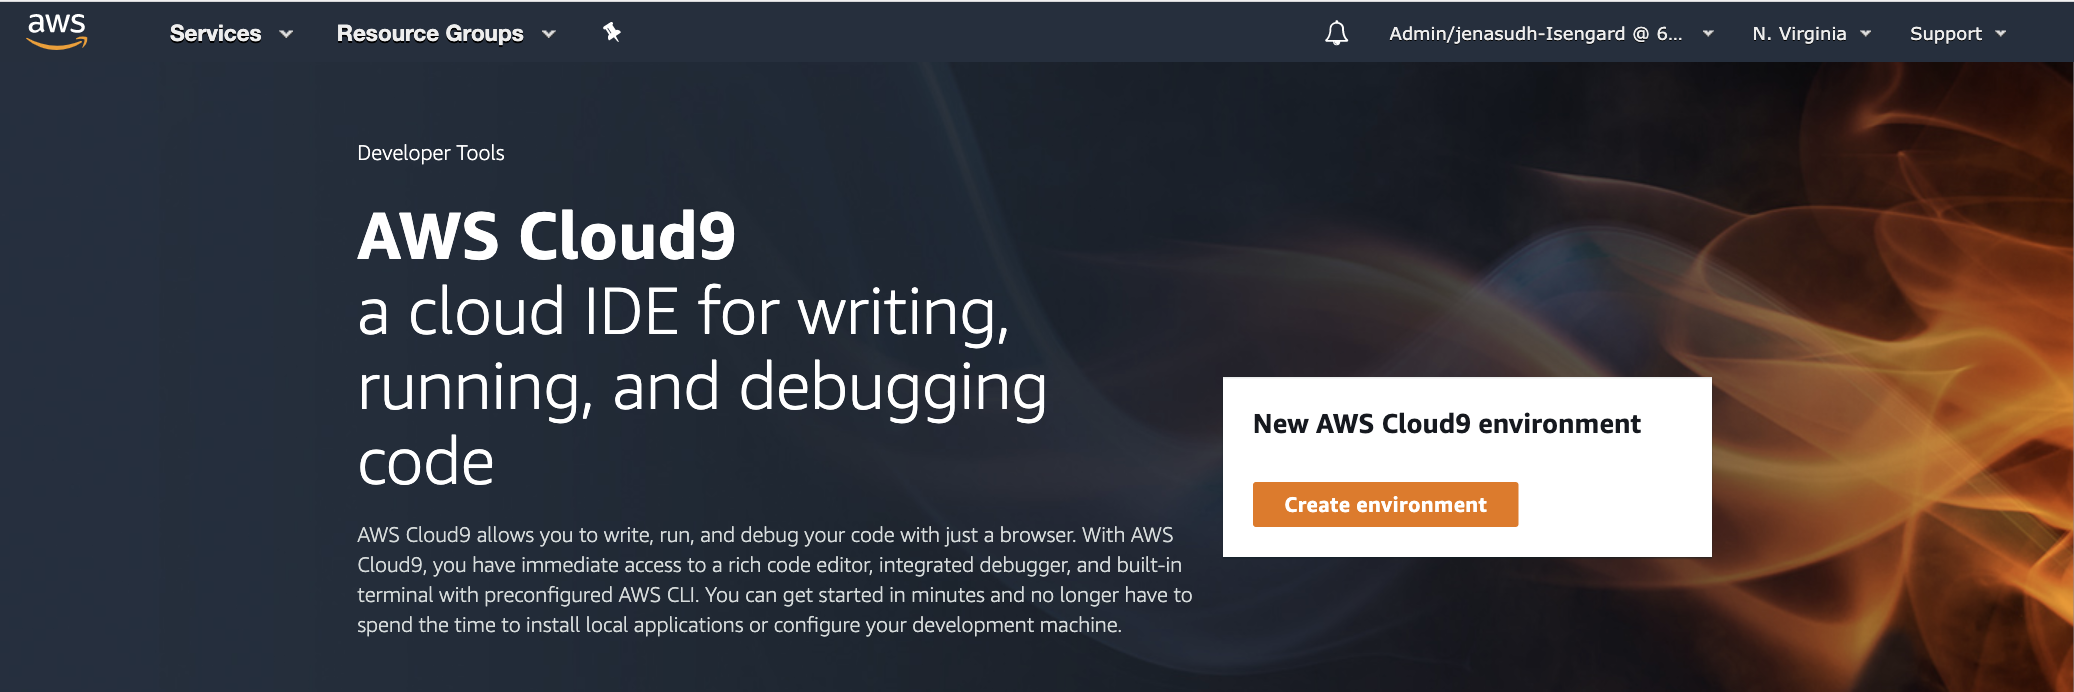 aws
Services
Resource Groups
Admin/jenasudh-Isengard @ 6...
N. Virginia
Support
Developer Tools
AWS Cloud9
a cloud IDE for writing,
running, and debugging
code
AWS Cloud9 allows you to write, run, and debug your code with just a browser. With AWS
Cloud9, you have immediate access to a rich code editor, integrated debugger, and built-in
terminal with preconfigured AWS CLI. You can get started in minutes and no longer have to
spend the time to install local applications or configure your development machine.
New AWS Cloud9 environment
Create environment